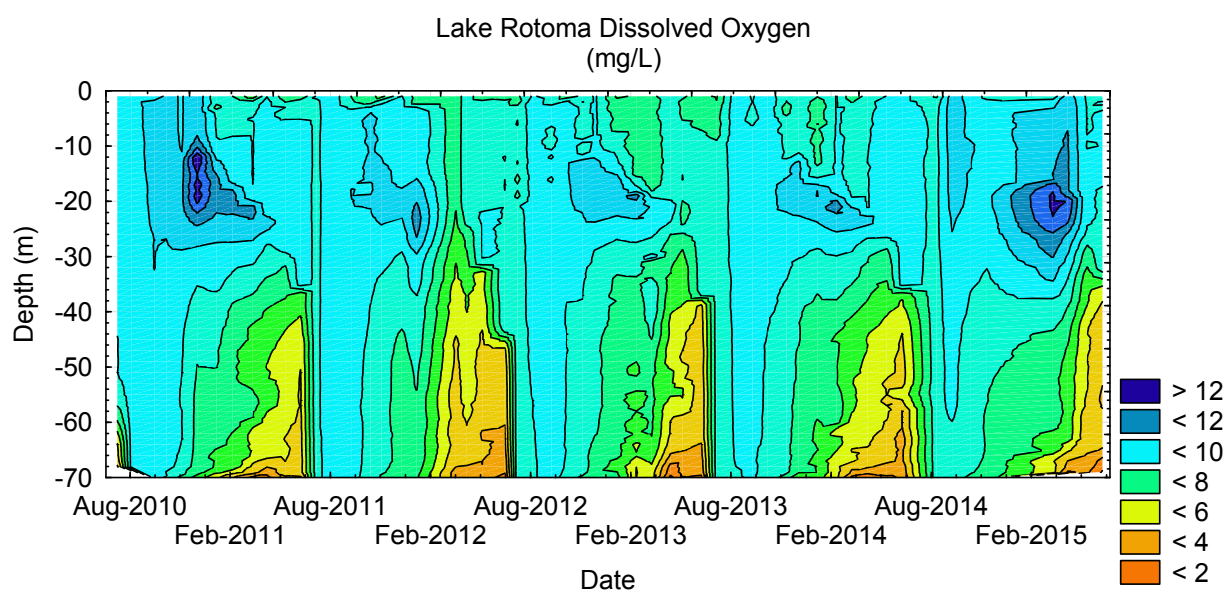 Lake Rotoma Dissolved Oxygen
(mg/L)
Depth (m)
0
-10
-20
-30
-40
-50
-60
-70
Aug-2010
Feb-2011
Aug-2011
Feb-2012
Aug-2012
Feb-2013
Aug-2013
Feb-2014
Aug-2014
Feb-2015
Date
> 12
< 12
< 10
< 8
< 6
< 4
< 2